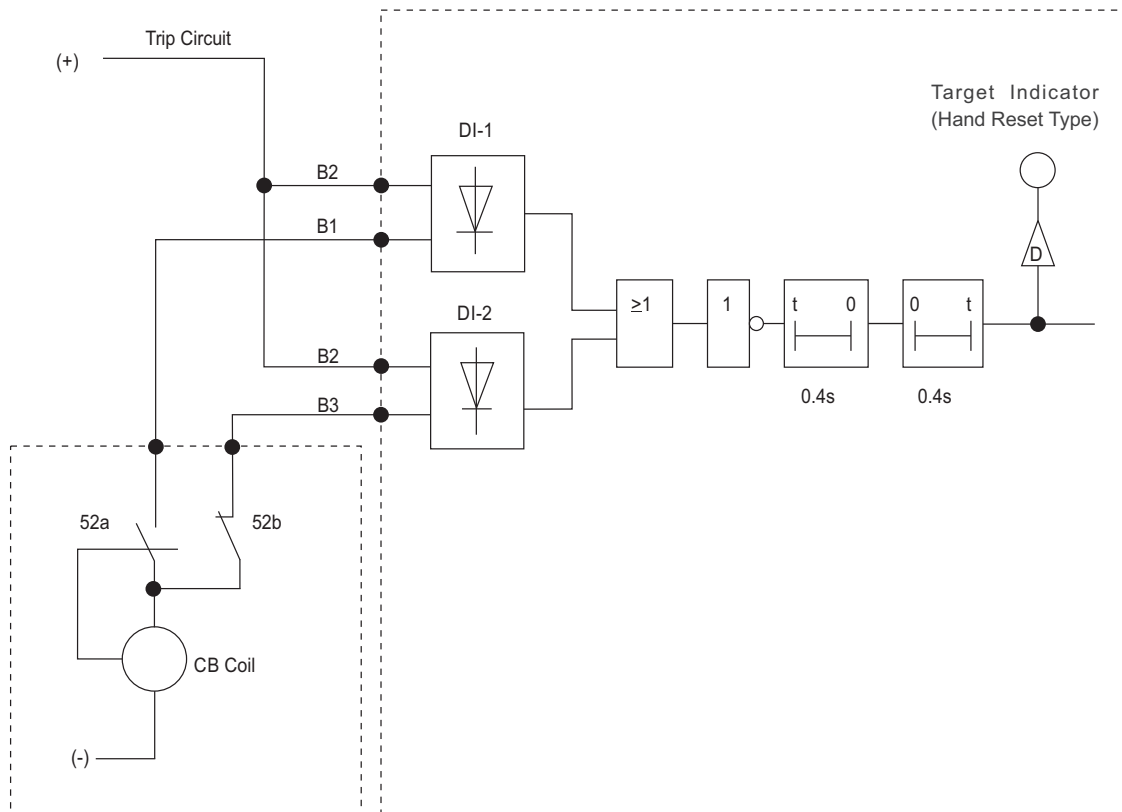 Trip Circuit
(+)
Target Indicator
(Hand Reset Type)
DI-1
B2
B1
D
DI-2
≥1
1
t 0
0 t
B2
0.4s
0.4s
B3
52a
52b
CB Coil
(-)